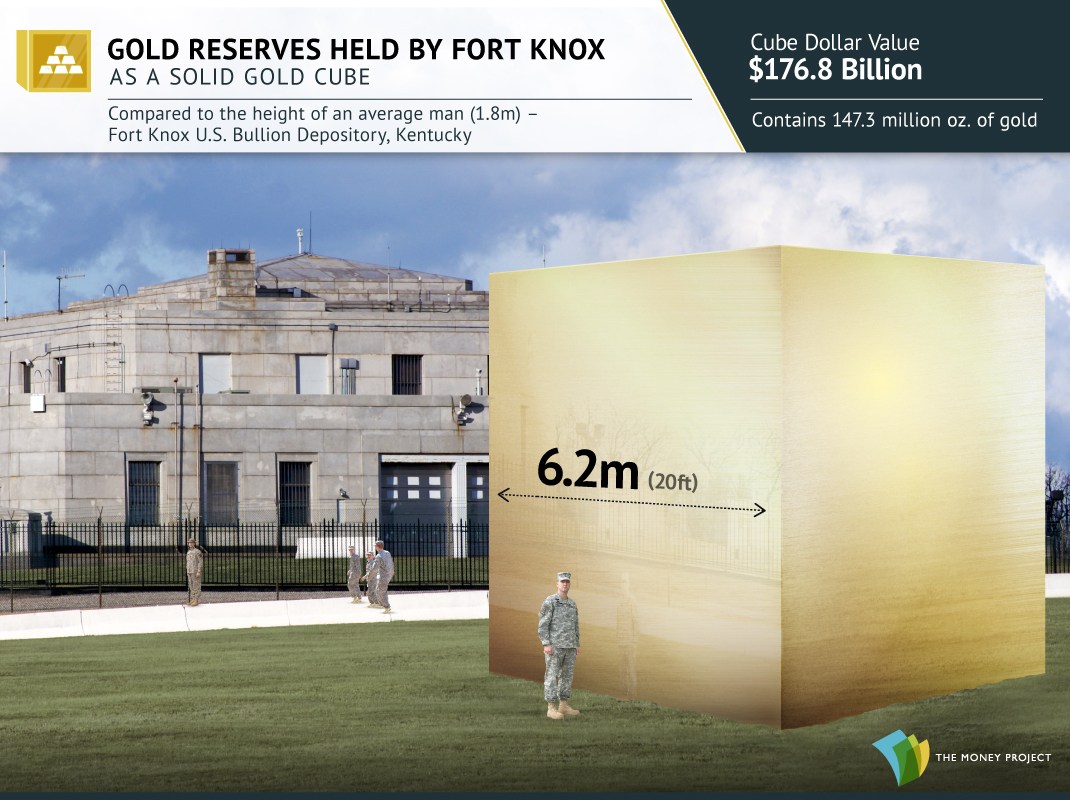 GOLD RESERVES HELD BY FORT KNOX
AS A SOLID GOLD CUBE
Compared to the height of an average man (1.8m) –
Fort Knox U.S. Bullion Depository, Kentucky
Cube Dollar Value
$176.8 Billion
Contains 147.3 million oz. of gold
6.2m (20ft)
THE MONEY PROJECT